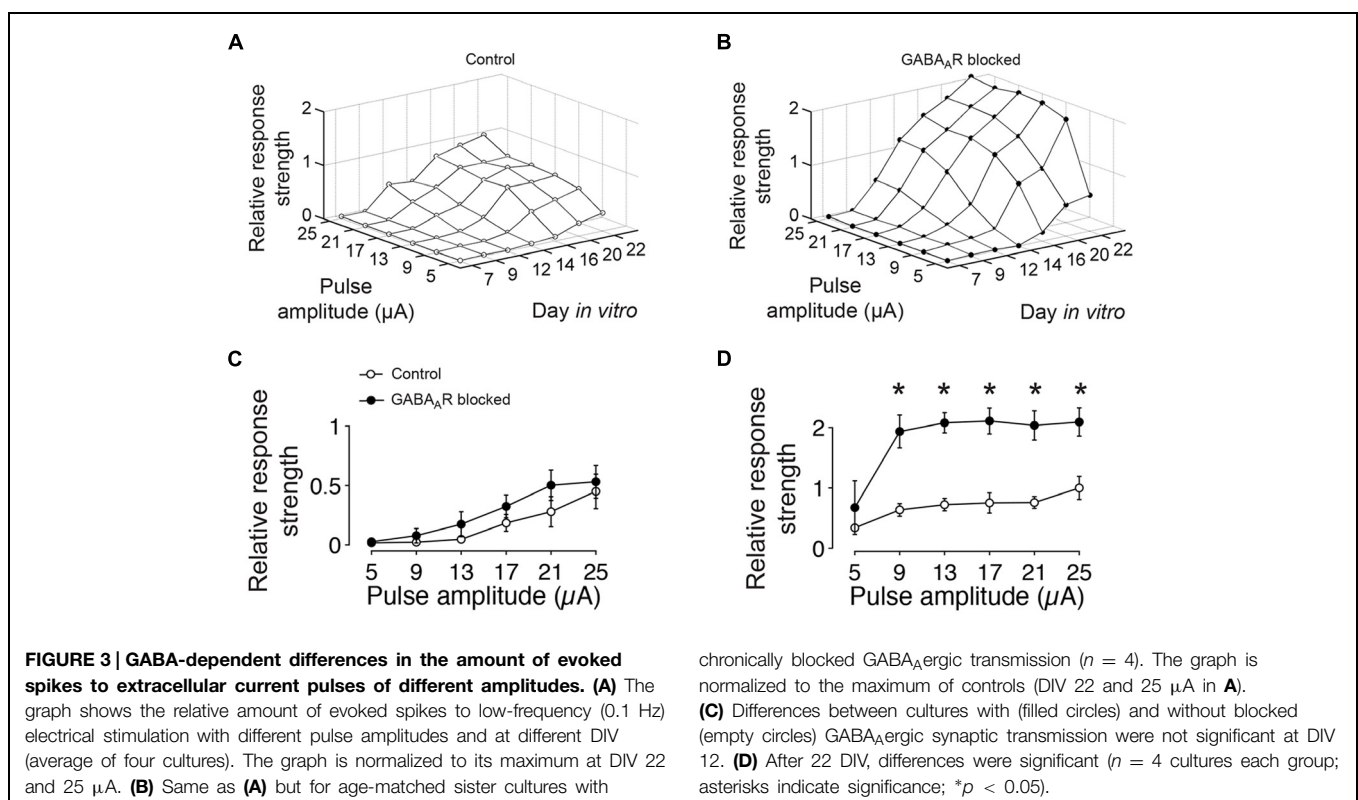 A
Control
Relative response
strength
2
1
0
25
21
17
13
9
5
Pulse
amplitude (µA)
7
9
12
14
16
20
22
Day in vitro
B
GABAAR blocked
Relative response
strength
2
1
0
25
21
17
13
9
5
Pulse
amplitude (µA)
7
9
12
14
16
20
22
Day in vitro
C
Control
GABAAR blocked
Relative response
strength
1
0.5
0
5 9 13 17 21 25
Pulse amplitude (µA)
D
* * * * *
Relative response
strength
2
1
0
5 9 13 17 21 25
Pulse amplitude (µA)
FIGURE 3 | GABA-dependent differences in the amount of evoked
spikes to extracellular current pulses of different amplitudes. (A) The
graph shows the relative amount of evoked spikes to low-frequency (0.1 Hz)
electrical stimulation with different pulse amplitudes and at different DIV
(average of four cultures). The graph is normalized to its maximum at DIV 22
and 25 µA. (B) Same as (A) but for age-matched sister cultures with
chronically blocked GABAAergic transmission (n = 4). The graph is
normalized to the maximum of controls (DIV 22 and 25 µA in A).
(C) Differences between cultures with (filled circles) and without blocked
(empty circles) GABAAergic synaptic transmission were not significant at DIV
12. (D) After 22 DIV, differences were significant (n = 4 cultures each group;
asterisks indicate significance; *p < 0.05).